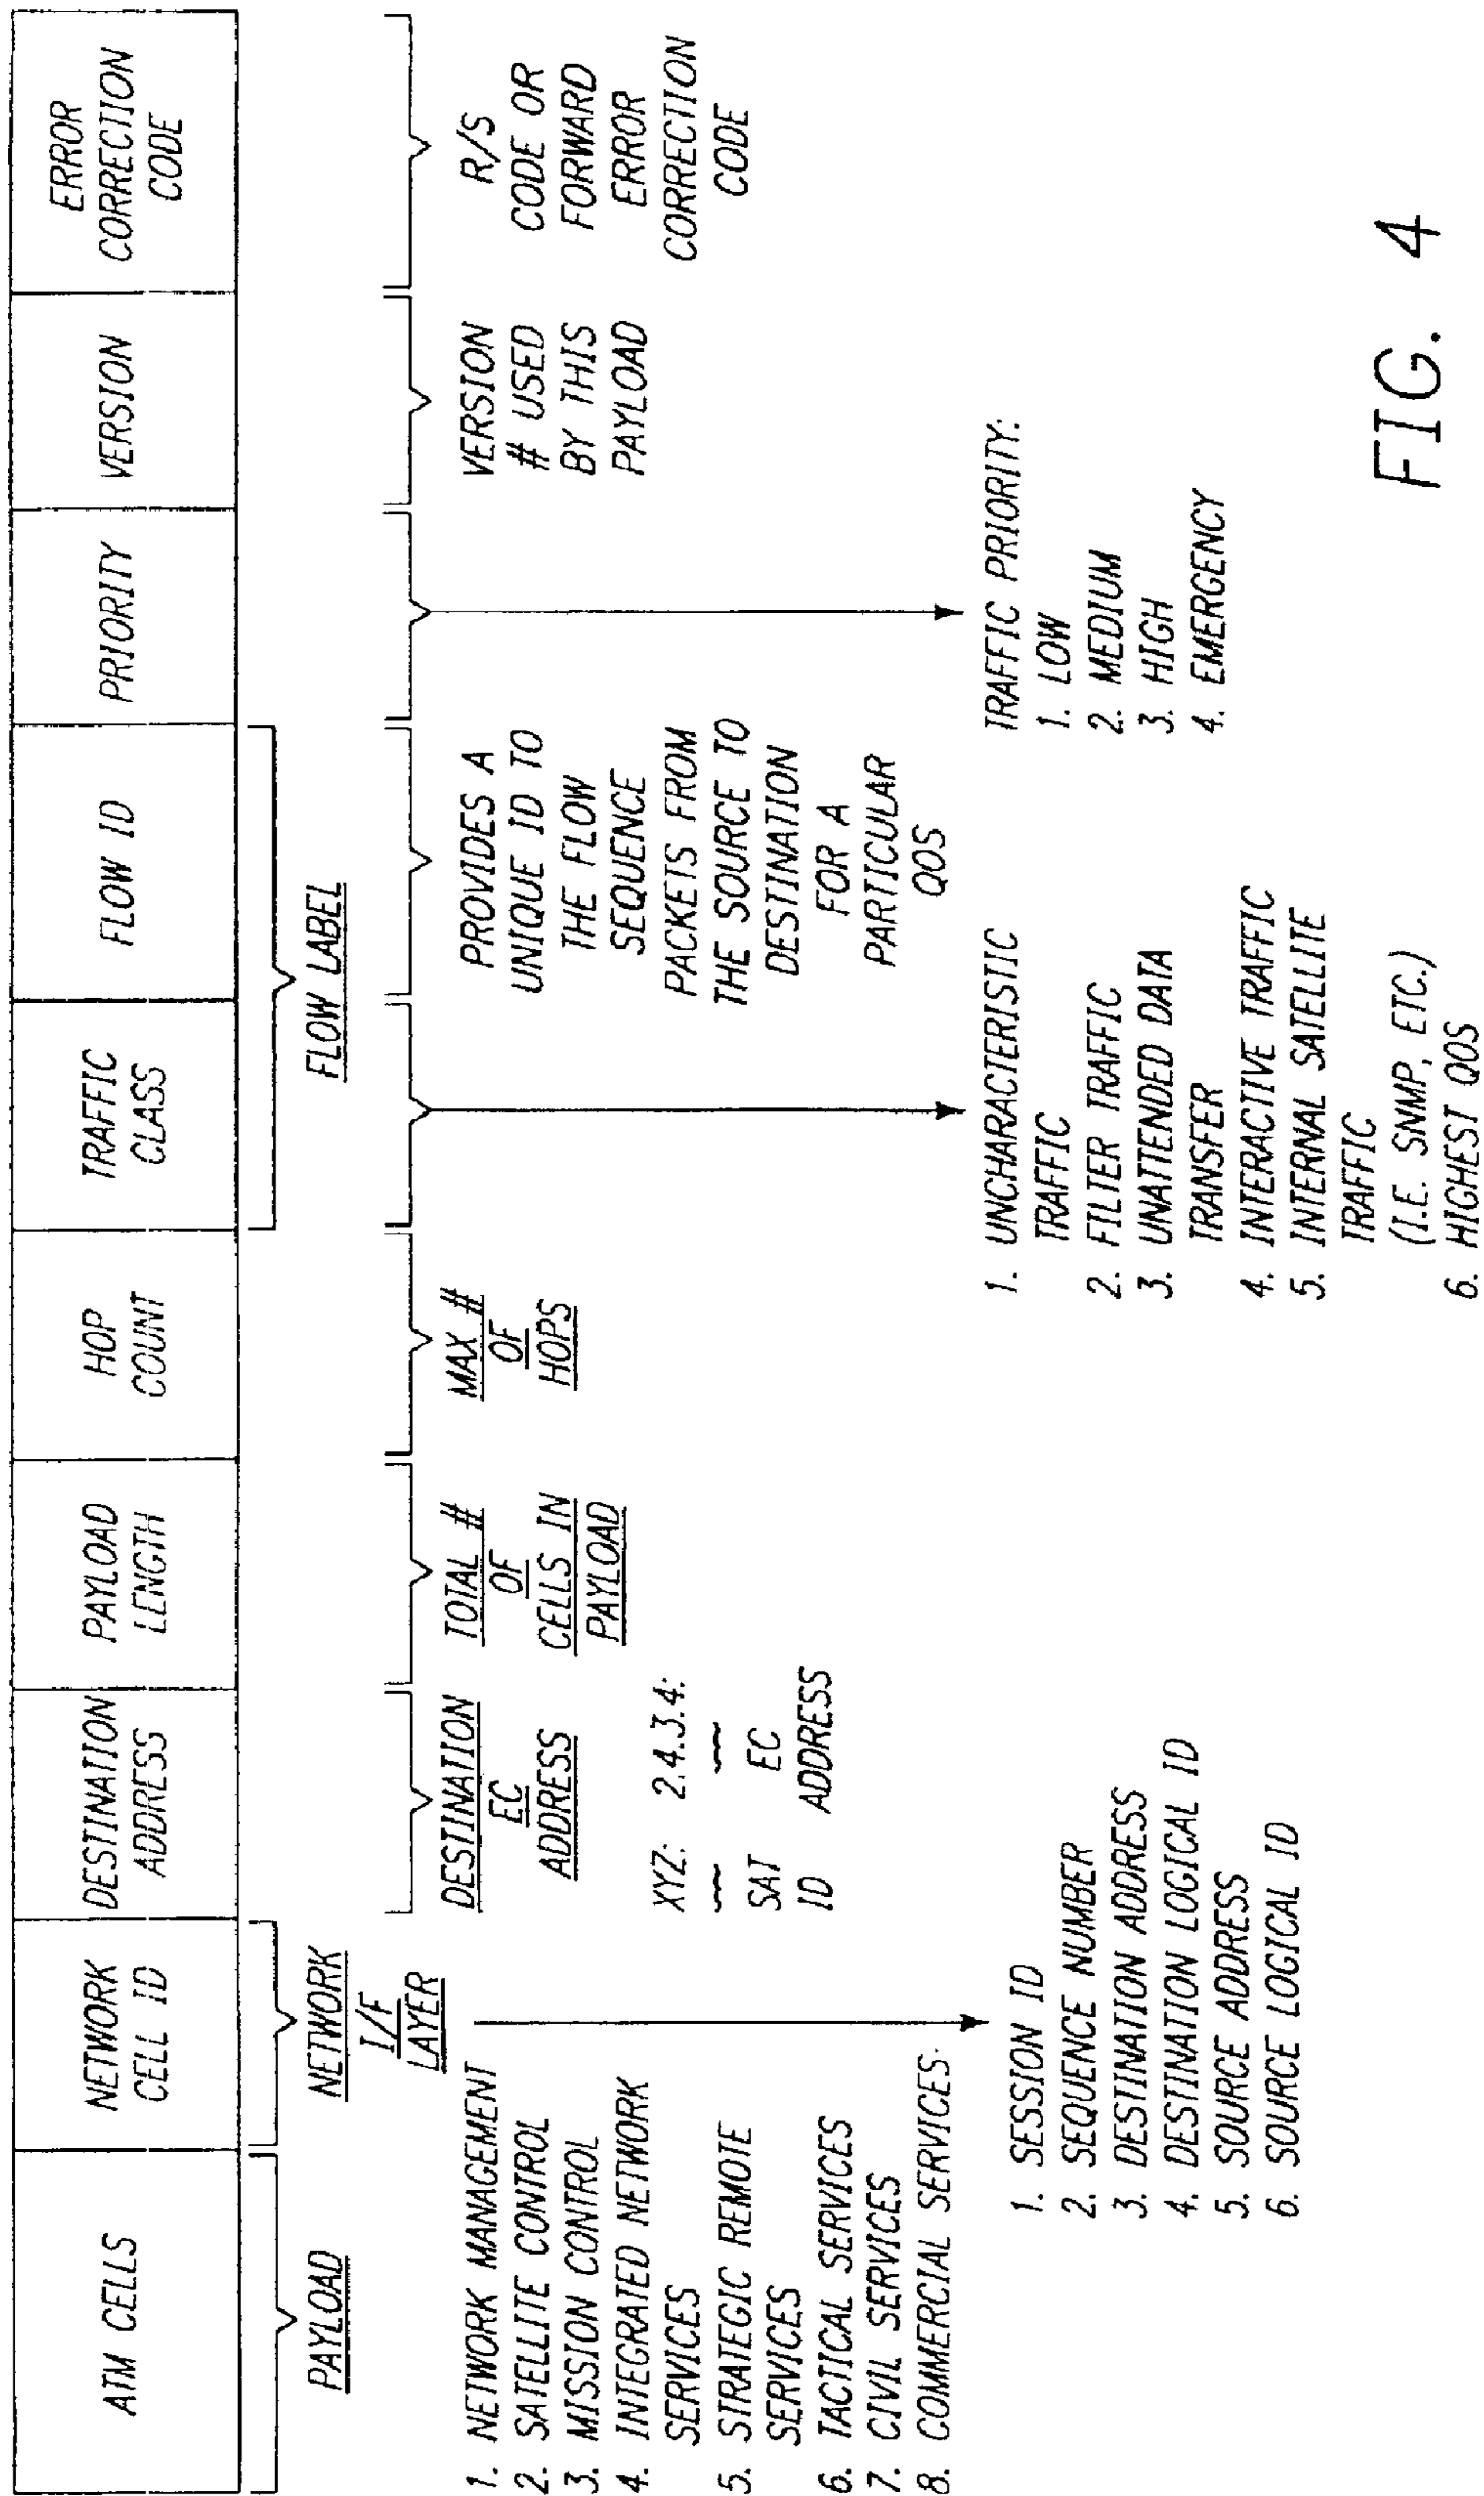 ATM CELLS
NETWORK
CELL ID
DESTINATION
ADDRESS
PAYLOAD
LENGTH
HOP
COUNT
TRAFFIC
CLASS
FLOW ID
PRIORITY
VERSION
ERROR
CORRECTION
CODE
PAYLOAD
NETWORK
I/F
LAYER
FLOW LABEL
1. NETWORK MANAGEMENT
2. SATELLITE CONTROL
3. MISSION CONTROL
4. INTEGRATED NETWORK
SERVICES
5. STRATEGIC REMOTE
SERVICES
6. TACTICAL SERVICES
7. CIVIL SERVICES
8. COMMERCIAL SERVICES
1. SESSION ID
2. SEQUENCE NUMBER
3. DESTINATION ADDRESS
4. DESTINATION LOGICAL ID
5. SOURCE ADDRESS
6. SOURCE LOGICAL ID
DESTINATION
EC
ADDRESS
XYZ: 2.4.3.4:
SAT EC
ID ADDRESS
TOTAL #
OF
CELLS IN
PAYLOAD
MAX #
OF
HOPS
1. UNCHARACTERISTIC
TRAFFIC
2. FILTER TRAFFIC
3. UNATTENDED DATA
TRANSFER
4. INTERACTIVE TRAFFIC
5. INTERNAL SATELLITE
TRAFFIC
(I.E. SNMP, ETC.)
6. HIGHEST QOS
PROVIDES A
UNIQUE ID TO
THE FLOW
SEQUENCE
PACKETS FROM
THE SOURCE TO
DESTINATION
FOR A
PARTICULAR
QOS
TRAFFIC PRIORITY:
1. LOW
2. MEDIUM
3. HIGH
4. EMERGENCY
VERSION
# USED
BY THIS
PAYLOAD
R/S
CODE OR
FORWARD
ERROR
CORRECTION
CODE
FIG. 4